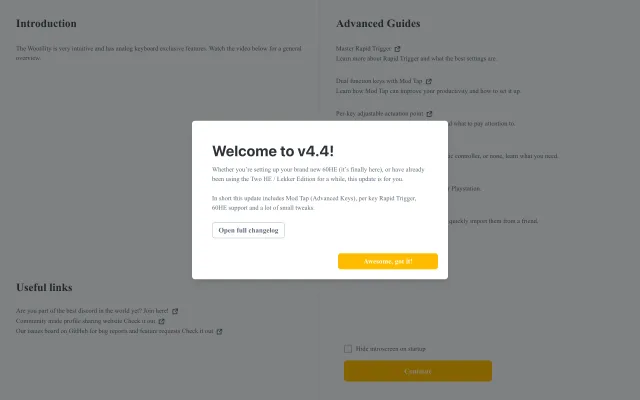 Introduction
The Wootility is very intuitive and has analog keyboard exclusive features. Watch the video below for a general
overview.
Advanced Guides
Master Rapid Trigger
Learn more about Rapid Trigger and what the best settings are.
Dual function keys with Mod Tap
Learn how Mod Tap can improve your productivity and how to set it up
Per-key adjustable actuation point
what to pay attention to.
controller, or none, learn what you need.
Playstation
quickly import them from a friend.
Welcome to v4.4!
Whether you're setting up your brand new 60HE (it's finally here), or have already
been using the Two HE / Lekker Edition for a while, this update is for you.
In short this update includes Mod Tap (Advanced Keys), per key Rapid Trigger,
60HE support and a lot of small tweaks.
Open full changelog
Awesome, got it!
Useful links
Are you part of the best discord in the world yet? Join here!
Community made profile sharing website Check it out
Our issues board on Github for bug reports and feature requests Check it out
Hide introscreen on startup
Continue